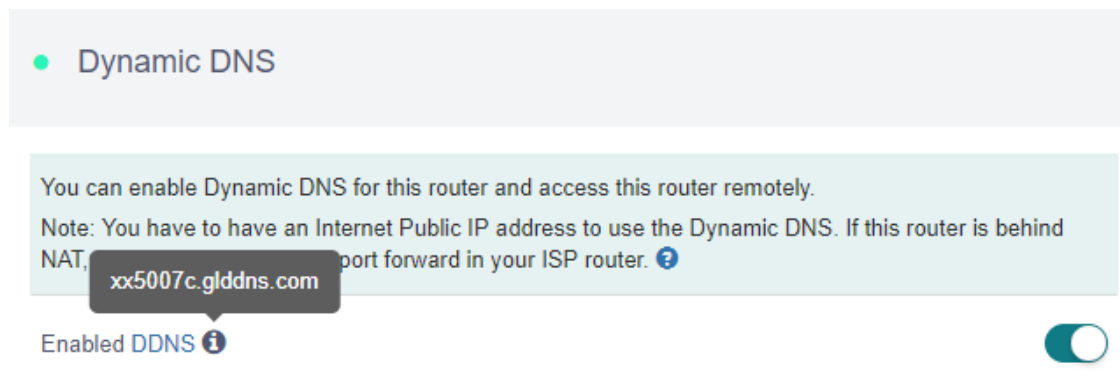 Dynamic DNS
You can enable Dynamic DNS for this router and access this router remotely.
Note: You have to have an Internet Public IP address to use the Dynamic DNS. If this router is behind
NAT, port forward in your ISP router.
xx5007c.glddns.com
Enabled DDNS